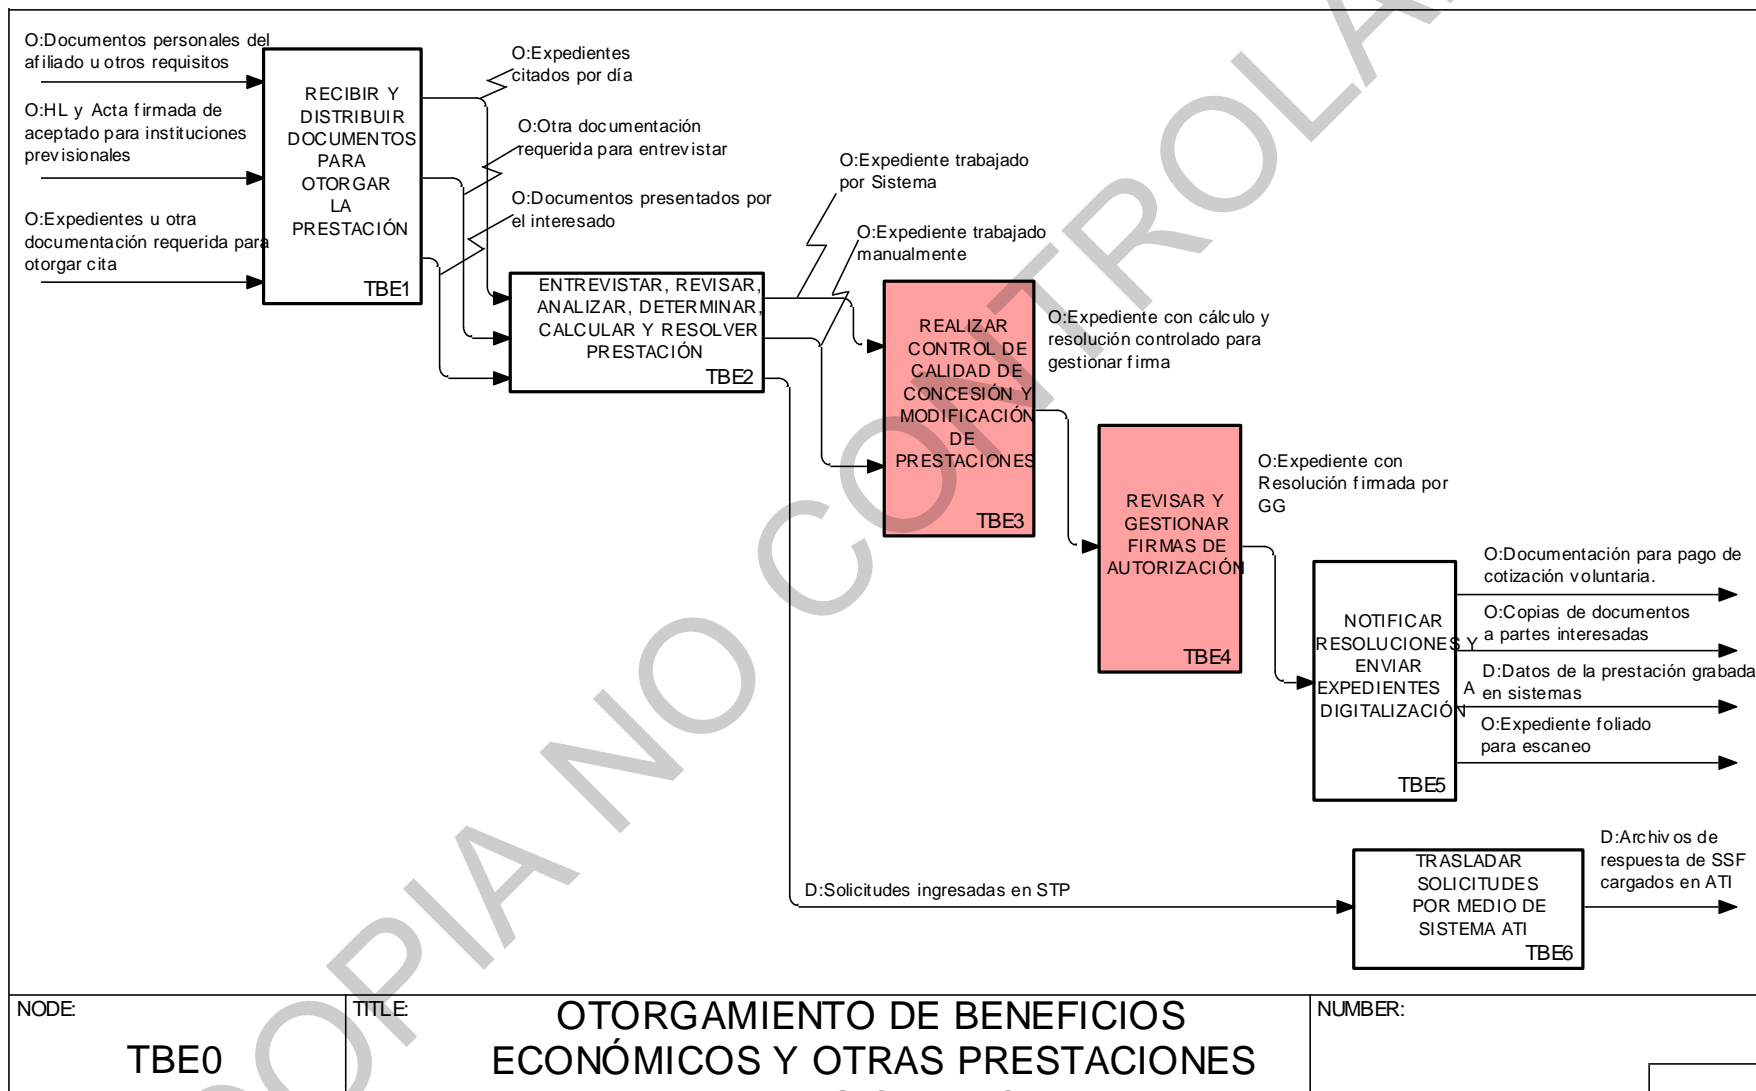 O:Documentos personales del
afiliado u otros requisitos
O:HL y Acta firmada de
aceptado para instituciones
previsionales
O:Expedientes u otra
documentación requerida para
otorgar cita
RECIBIR Y
DISTRIBUIR
DOCUMENTOS
PARA
OTORGAR
LA
PRESTACIÓN
TBE1
O:Expedientes
citados por día
O:Otra documentación
requerida para entrevistar
O:Documentos presentados por
el interesado
ENTREVISTAR, REVISAR,
ANALIZAR, DETERMINAR,
CALCULAR Y RESOLVER
PRESTACIÓN
TBE2
O:Expediente trabajado
por Sistema
O:Expediente trabajado
manualmente
REALIZAR
CONTROL DE
CALIDAD DE
CONCESIÓN Y
MODIFICACIÓN
DE
PRESTACIONES
TBE3
O:Expediente con cálculo y
resolución controlado para
gestionar firma
REVISAR Y
GESTIONAR
FIRMAS DE
AUTORIZACIÓN
TBE4
O:Expediente con
Resolución firmada por
GG
NOTIFICAR
RESOLUCIONES Y
ENVIAR
EXPEDIENTES A
DIGITALIZACIÓN
TBE5
O:Documentación para pago de
cotización voluntaria.
O:Copias de documentos
a partes interesadas
D:Datos de la prestación grabada
en sistemas
O:Expediente foliado
para escaneo
D:Solicitudes ingresadas en STP
TRASLADAR
SOLICITUDES
POR MEDIO DE
SISTEMA ATI
TBE6
D:Archivos de
respuesta de SSF
cargados en ATI
COPIA NO CONTROLA
NODE:
TBE0
TITLE:
OTORGAMIENTO DE BENEFICIOS
ECONÓMICOS Y OTRAS PRESTACIONES
NUMBER: